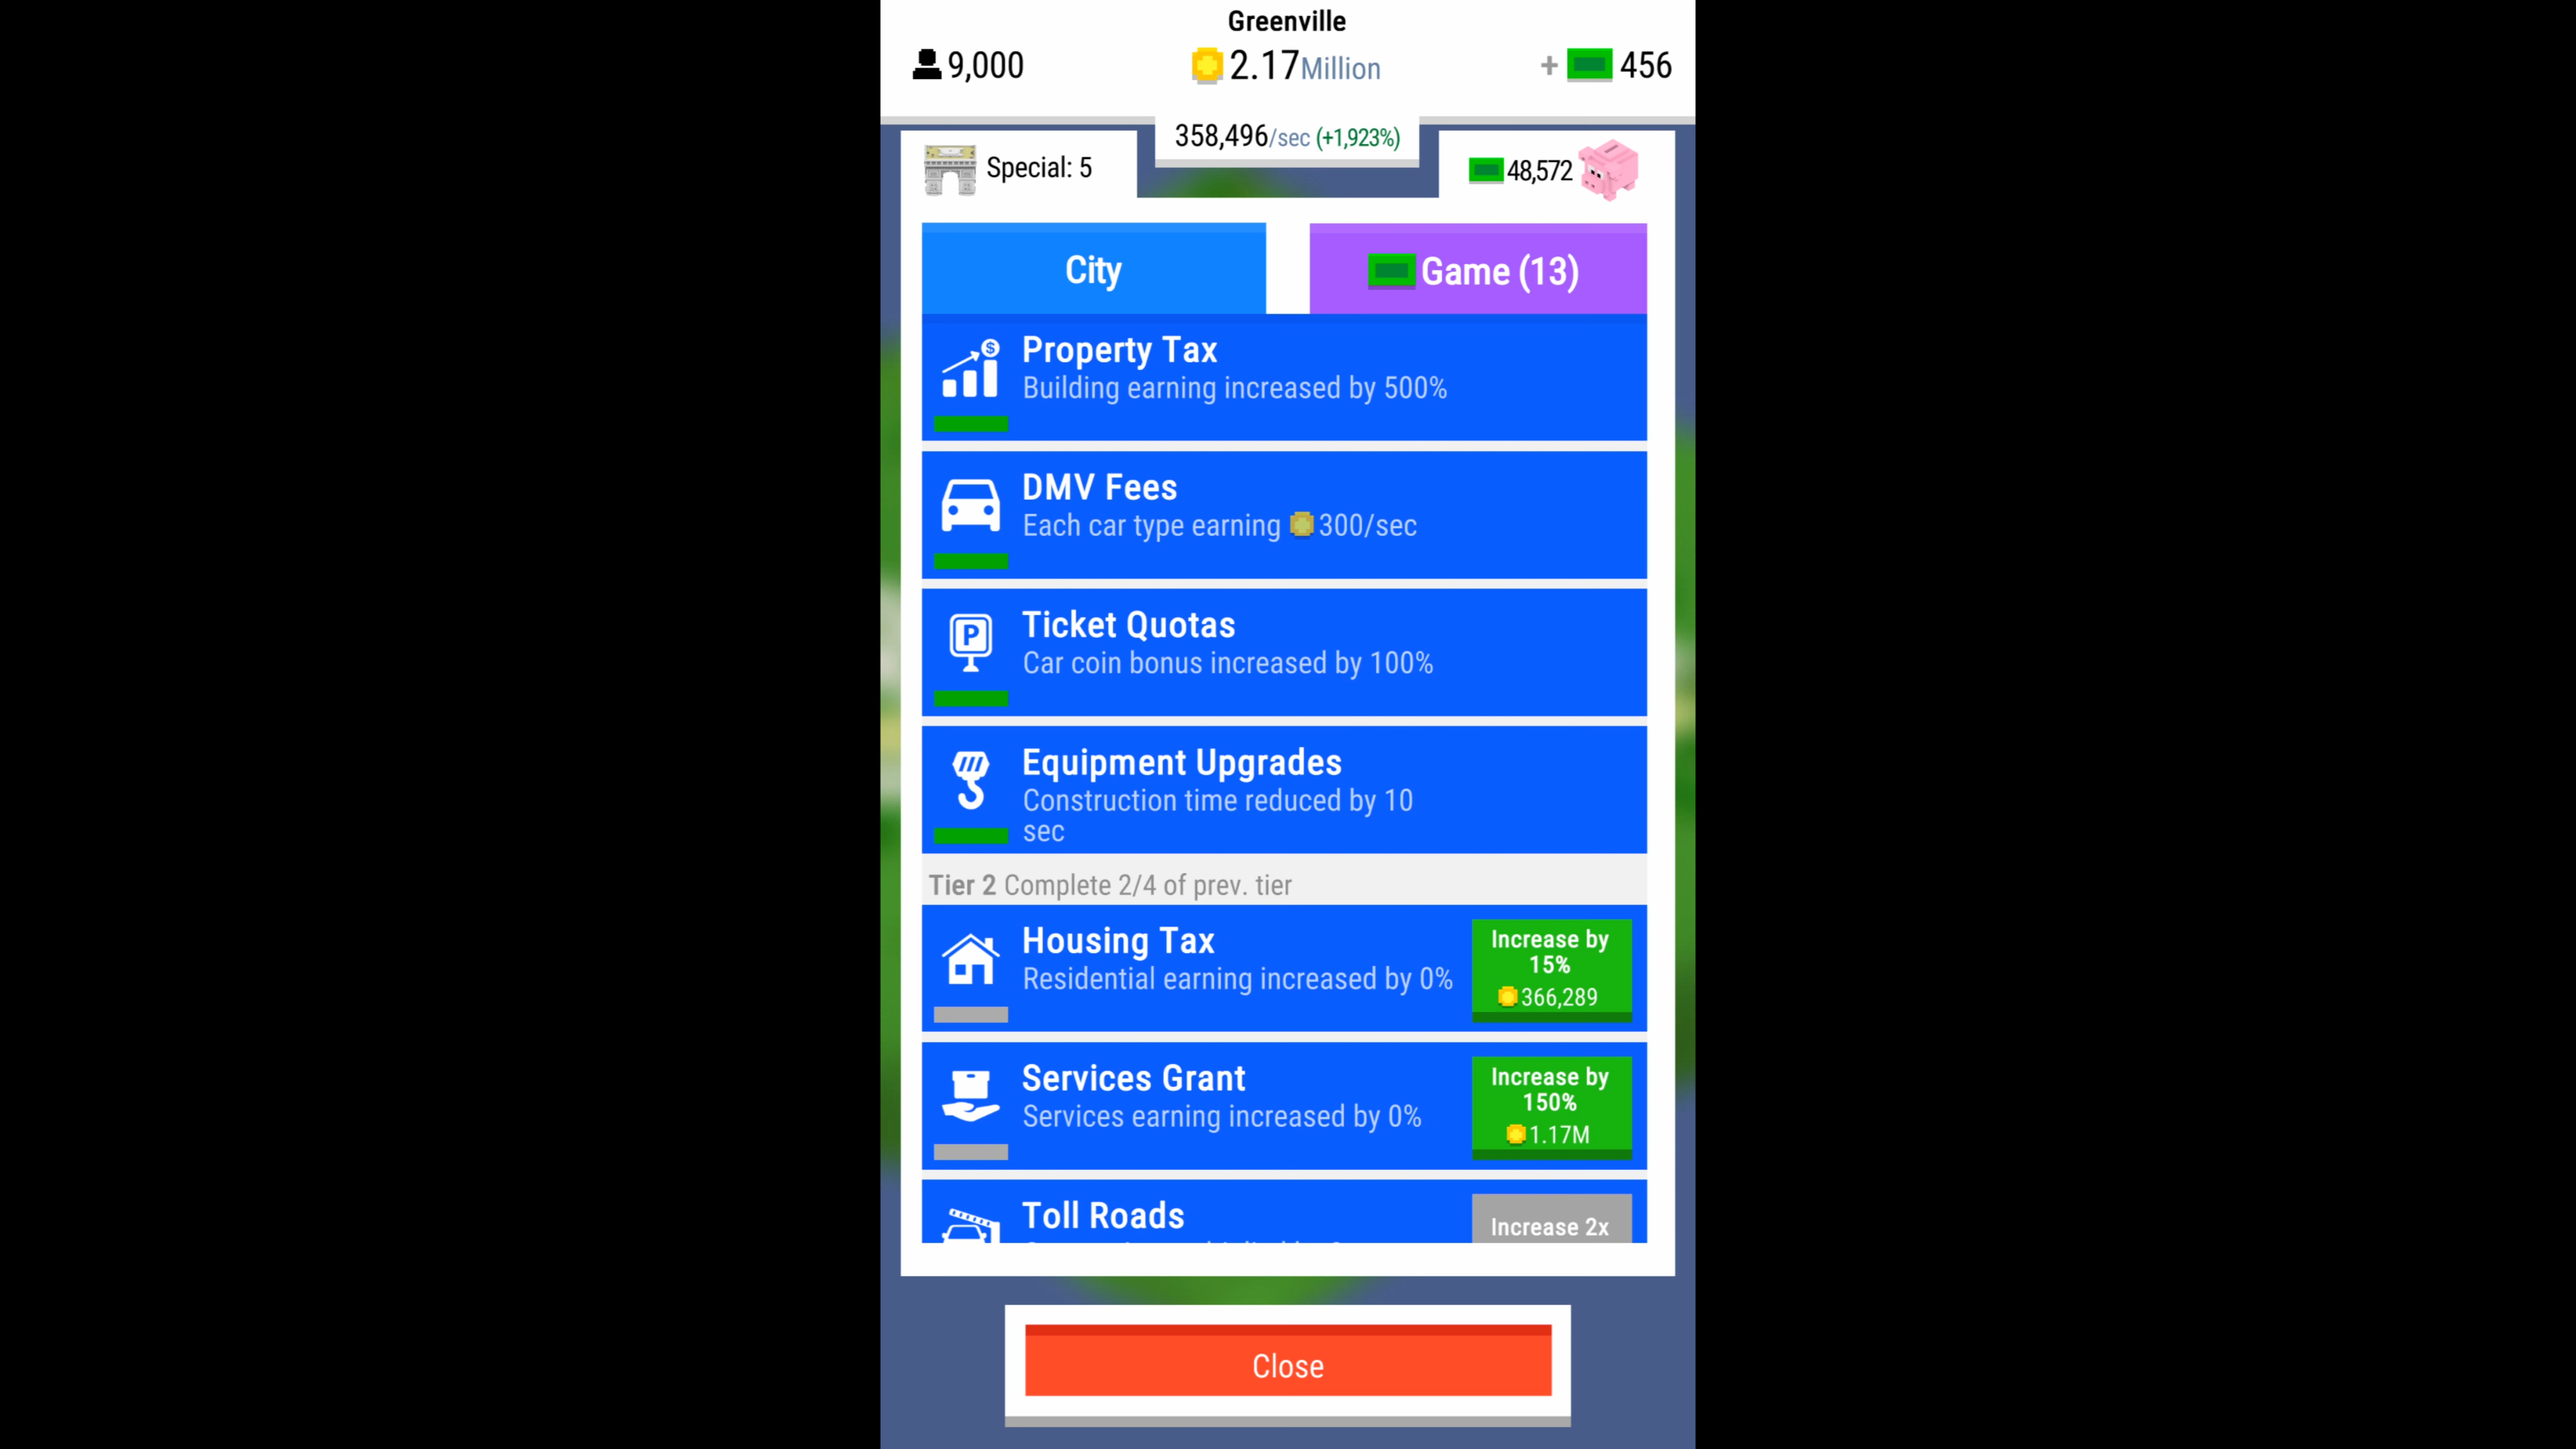 Greenville
9,000
2.17Million
+ 456
358,496/sec (+1,923%)
Special: 5
48,572
City
Game (13)
Property Tax
Building earning increased by 500%
DMV Fees
Each car type earning 300/sec
Ticket Quotas
Car coin bonus increased by 100%
Equipment Upgrades
Construction time reduced by 10
sec
Tier 2 Complete 2/4 of prev. tier
Housing Tax
Residential earning increased by 0%
Increase by
15%
366,289
Services Grant
Services earning increased by 0%
Increase by
150%
1.17M
Toll Roads
Increase 2x
Close